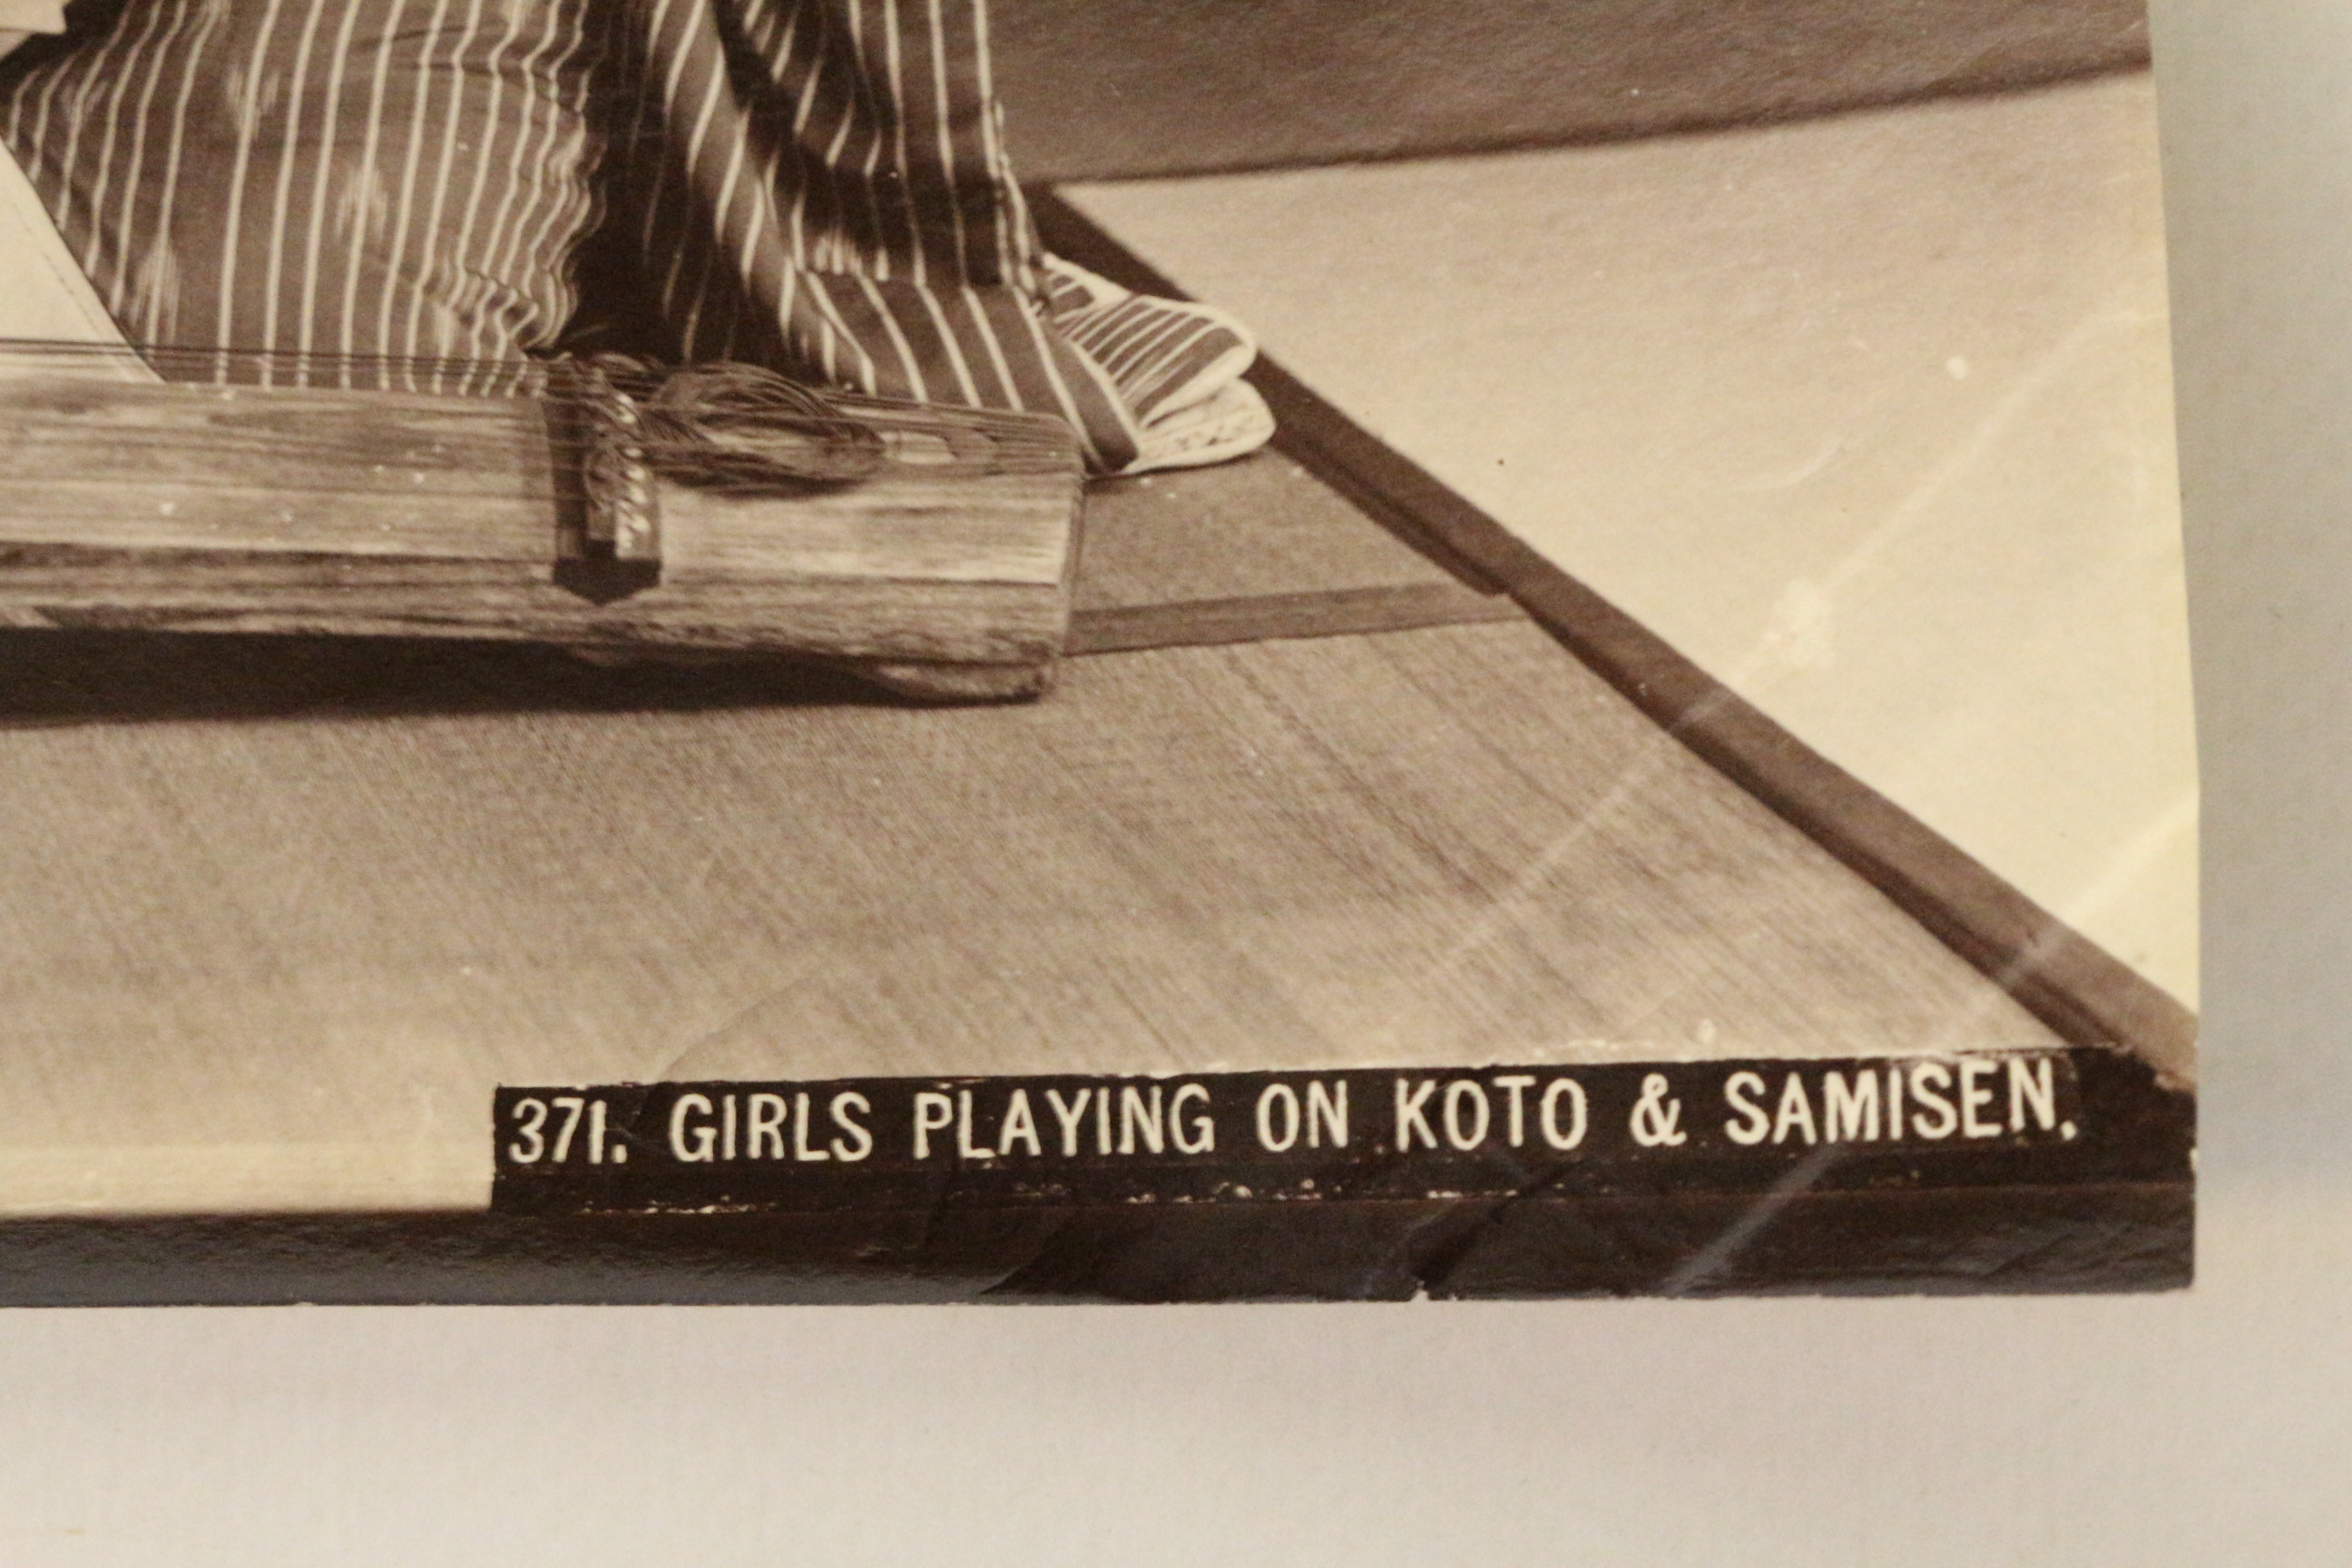 371. GIRLS PLAYING ON KOTO & SAMISEN.